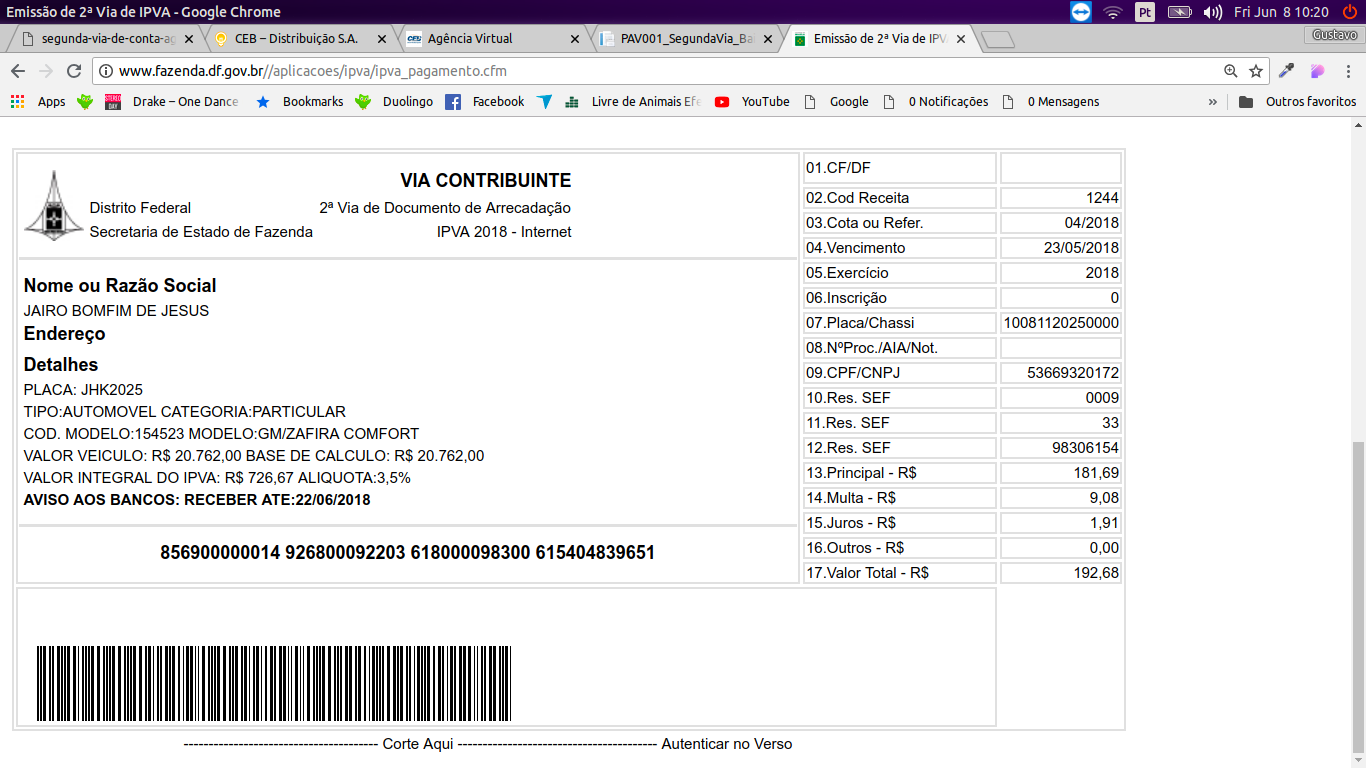 Emissão de 2ª Via de IPVA - Google Chrome
Pt
Fri Jun 8 10:20
segunda-via-de-conta-ag
CEB – Distribuição S.A.
Agência Virtual
PAV001_SegundaVia_Ba
Emissão de 2ª Via de IPV
Gustavo
www.fazenda.df.gov.br//aplicacoes/ipva/ipva_pagamento.cfm
Apps
Drake – One Dance
Bookmarks
Duolingo
Facebook
Livre de Animais Efe
YouTube
Google
0 Notificações
0 Mensagens
»
Outros favoritos
VIA CONTRIBUINTE
Distrito Federal
2ª Via de Documento de Arrecadação
Secretaria de Estado de Fazenda
IPVA 2018 - Internet
Nome ou Razão Social
JAIRO BOMFIM DE JESUS
Endereço
Detalhes
PLACA: JHK2025
TIPO:AUTOMOVEL CATEGORIA:PARTICULAR
COD. MODELO:154523 MODELO:GM/ZAFIRA COMFORT
VALOR VEICULO: R$ 20.762,00 BASE DE CALCULO: R$ 20.762,00
VALOR INTEGRAL DO IPVA: R$ 726,67 ALIQUOTA:3,5%
AVISO AOS BANCOS: RECEBER ATE:22/06/2018
856900000014 926800092203 618000098300 615404839651
01.CF/DF
02.Cod Receita 1244
03.Cota ou Refer. 04/2018
04.Vencimento 23/05/2018
05.Exercício 2018
06.Inscrição 0
07.Placa/Chassi 10081120250000
08.NºProc./AIA/Not.
09.CPF/CNPJ 53669320172
10.Res. SEF 0009
11.Res. SEF 33
12.Res. SEF 98306154
13.Principal - R$ 181,69
14.Multa - R$ 9,08
15.Juros - R$ 1,91
16.Outros - R$ 0,00
17.Valor Total - R$ 192,68
--------------------------------------- Corte Aqui ---------------------------------------- Autenticar no Verso